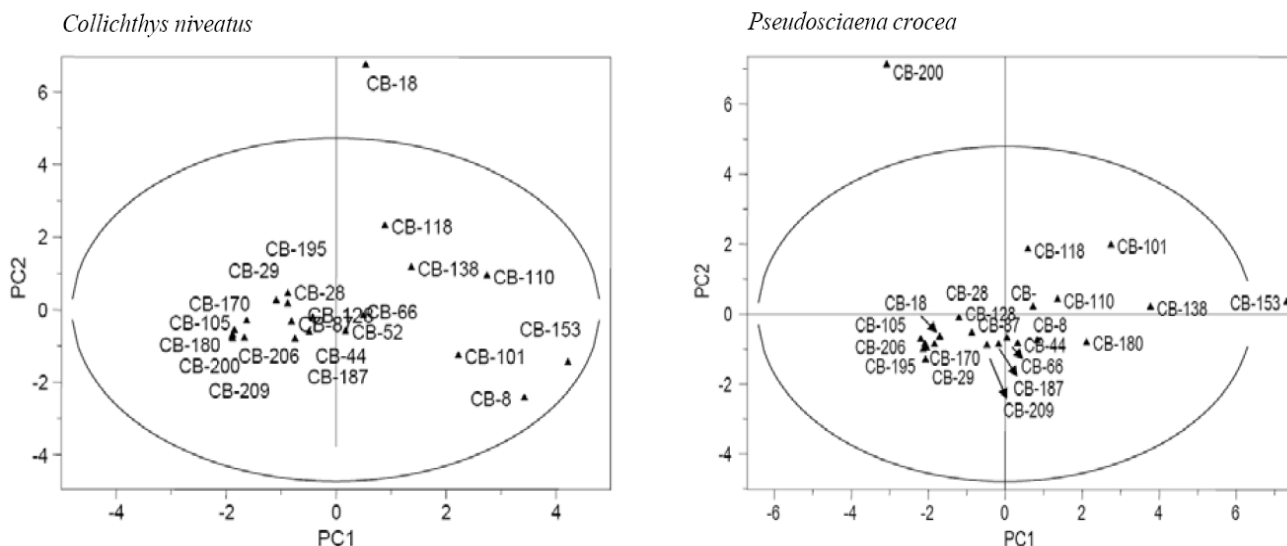 Collichthys niveatus
CB-18
CB-118
CB-195
CB-138
CB-110
CB-29
CB-28
CB-170
CB-66
CB-105
CB-87
CB-52
CB-153
CB-180
CB-206
CB-44
CB-101
CB-200
CB-187
CB-209
CB-8
6
4
2
0
-2
-4
PC2
-4
-2
0
2
4
PC1
Pseudosciaena crocea
CB-200
CB-118
CB-101
CB-18
CB-28
CB-
CB-110
CB-138
CB-153
CB-128
CB-105
CB-87
CB-8
CB-206
CB-44
CB-180
CB-195
CB-170
CB-66
CB-29
CB-187
CB-209
6
4
2
0
-2
-4
PC2
-6
-4
-2
0
2
4
6
PC1